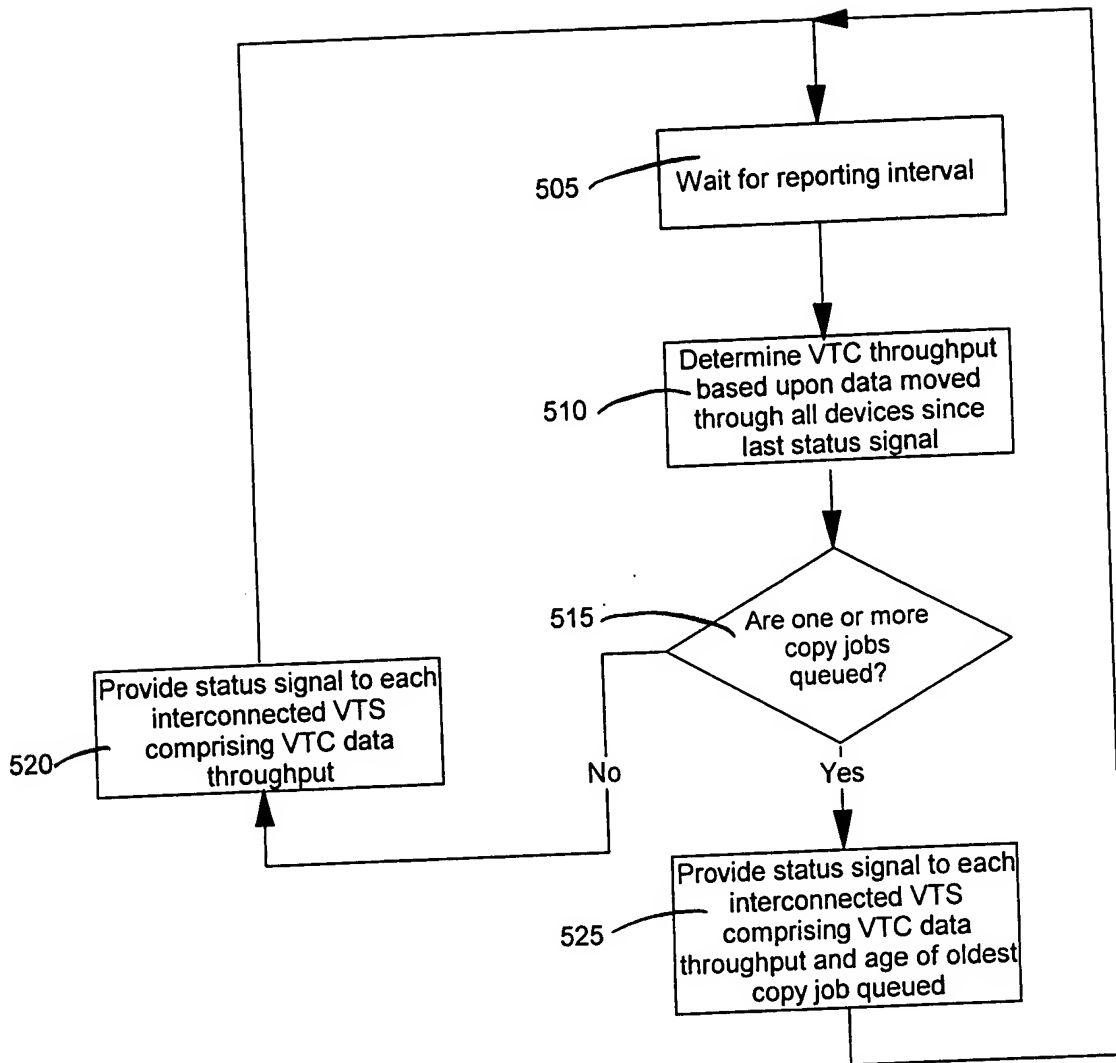 505
Wait for reporting interval
510
Determine VTC throughput
based upon data moved
through all devices since
last status signal
515
Are one or more
copy jobs
queued?
No
Yes
520
Provide status signal to each
interconnected VTS
comprising VTC data
throughput
525
Provide status signal to each
interconnected VTS
comprising VTC data
throughput and age of oldest
copy job queued